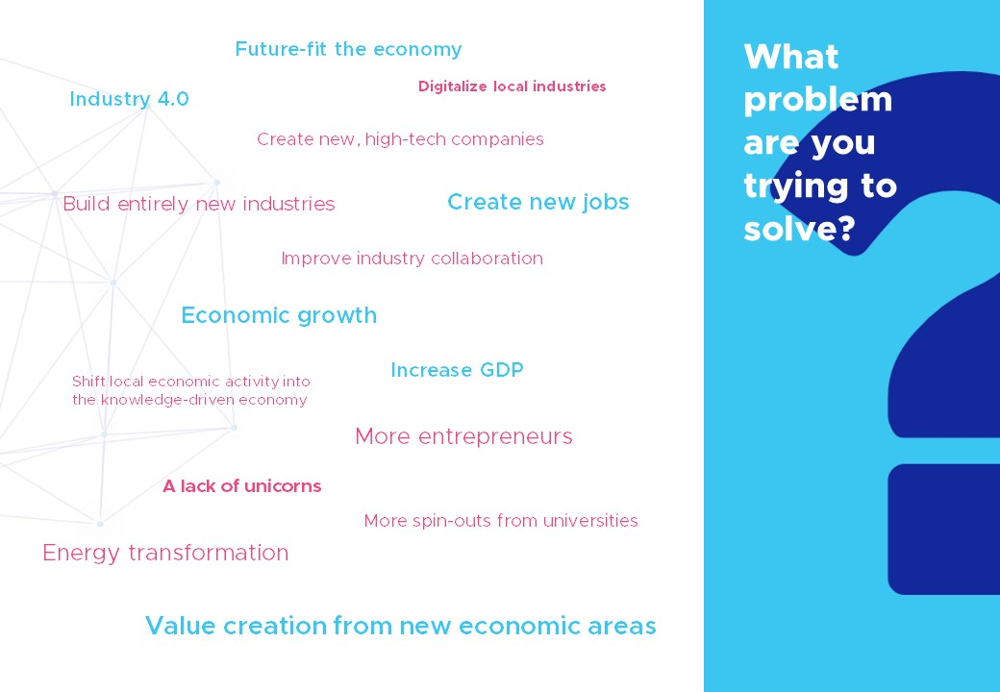 Future-fit the economy
Digitalize local industries
Industry 4.0
Create new, high-tech companies
Build entirely new industries
Create new jobs
Improve industry collaboration
Economic growth
Increase GDP
Shift local economic activity into
the knowledge-driven economy
More entrepreneurs
A lack of unicorns
More spin-outs from universities
Energy transformation
Value creation from new economic areas
What
problem
are you
trying to
solve?